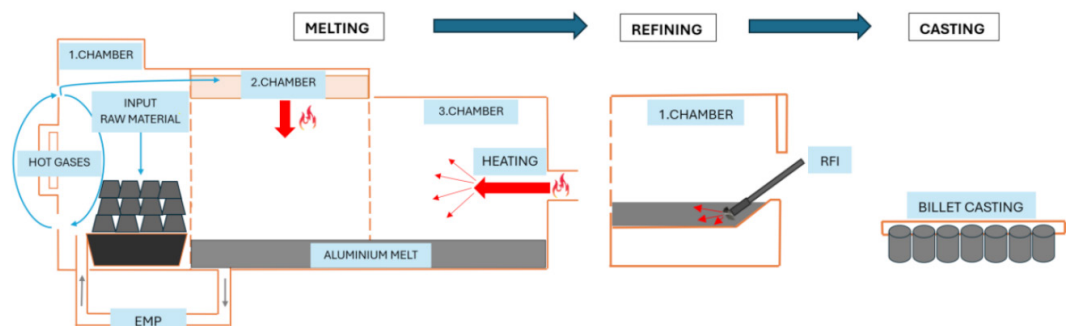 MELTING
REFINING
CASTING
1.CHAMBER
2.CHAMBER
INPUT
RAW MATERIAL
3.CHAMBER
1.CHAMBER
HOT GASES
HEATING
RFI
BILLET CASTING
ALUMINIUM MELT
EMP